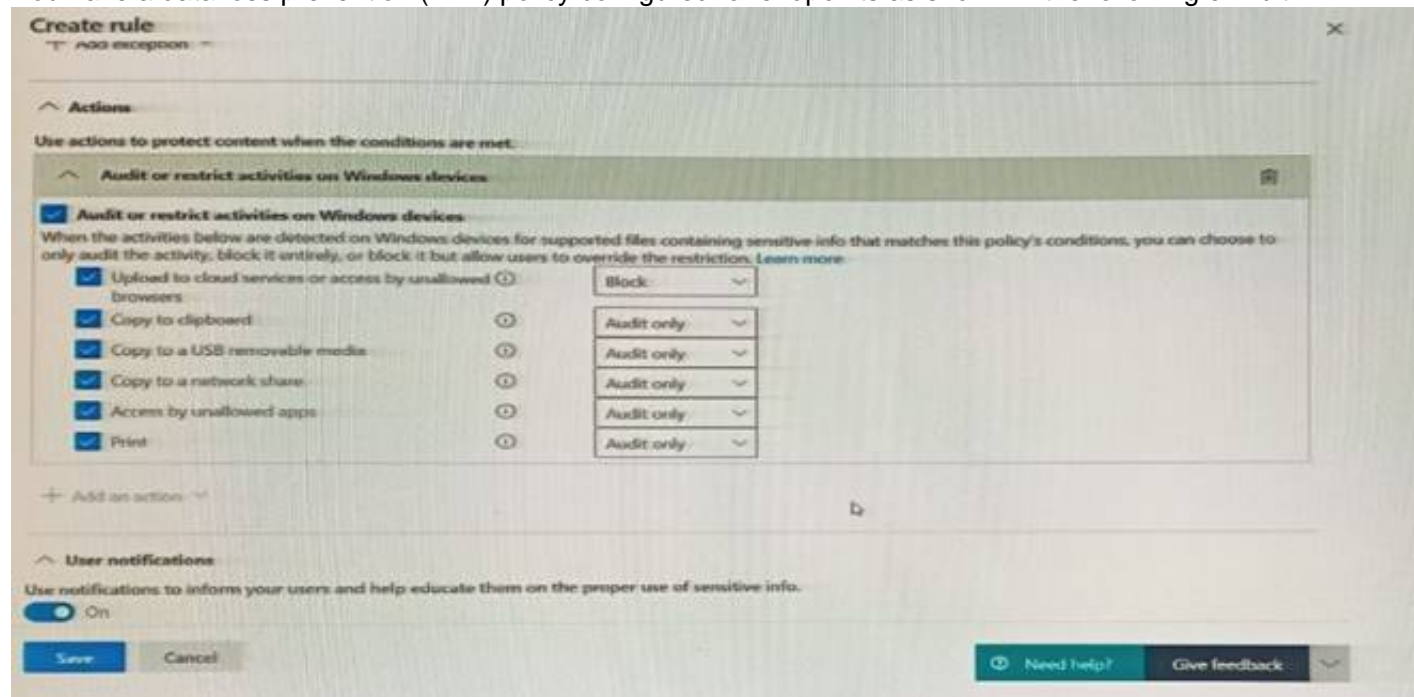 Create rule
+ Add exception
Actions
Use actions to protect content when the conditions are met.
Audit or restrict activities on Windows devices
Audit or restrict activities on Windows devices
When the activities below are detected on Windows devices for supported files containing sensitive info that matches this policy's conditions, you can choose to
only audit the activity, block it entirely, or block it but allow users to override the restriction. Learn more
Upload to cloud services or access by unallowed
browsers
Block
Copy to clipboard
Audit only
Copy to a USB removable media
Audit only
Copy to a network share
Audit only
Access by unallowed apps
Audit only
Print
Audit only
+ Add an action
User notifications
Use notifications to inform your users and help educate them on the proper use of sensitive info.
On
Save
Cancel
Need help?
Give feedback